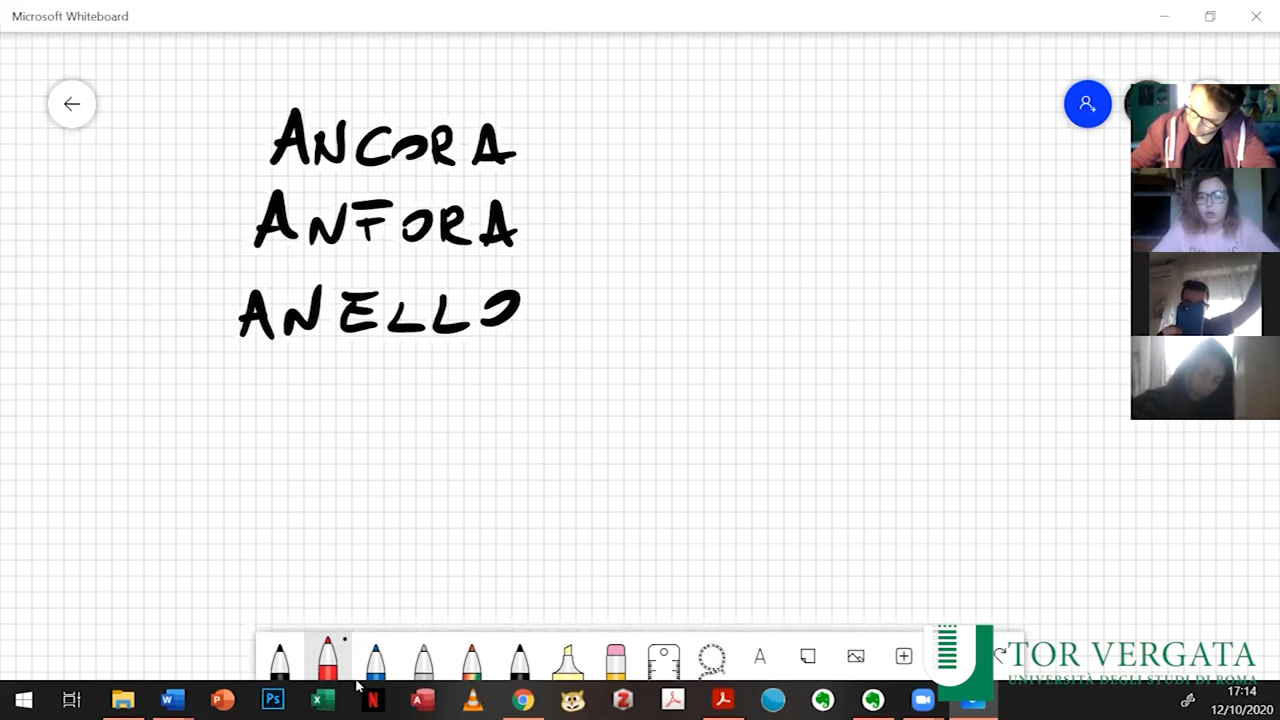 Microsoft Whiteboard
ANCORA
ANFORA
ANELLO
TOR VERGATA
UNIVERSITÀ DEGLI STUDI DI ROMA
17:14
12/10/2020